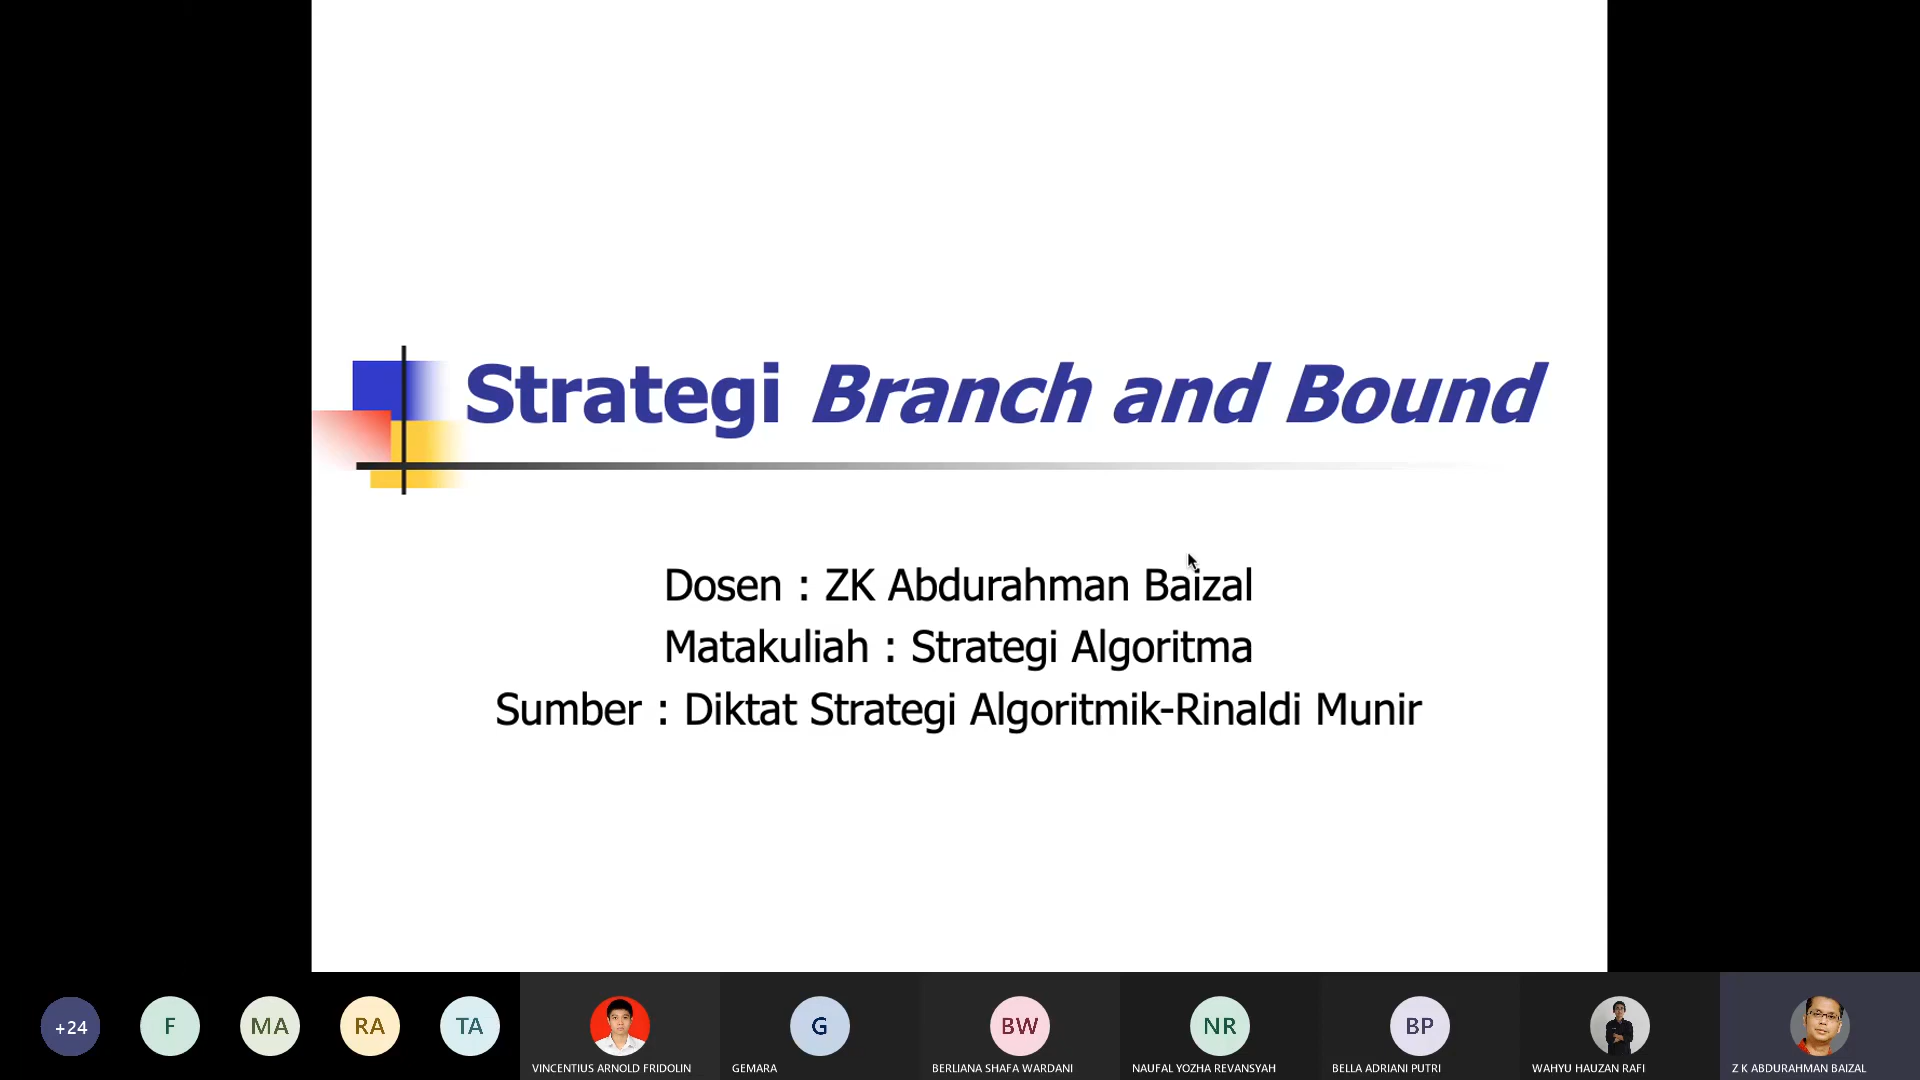 Strategi Branch and Bound
Dosen : ZK Abdurahman Baizal
Matakuliah : Strategi Algoritma
Sumber : Diktat Strategi Algoritmik-Rinaldi Munir
+24
F
MA
RA
TA
VINCENTIUS ARNOLD FRIDOLIN
G
GEMARA
BW
BERLIANA SHAFA WARDANI
NR
NAUFAL YOZHA REVANSYAH
BP
BELLA ADRIANI PUTRI
WAHYU HAUZAN RAFI
Z K ABDURAHMAN BAIZAL